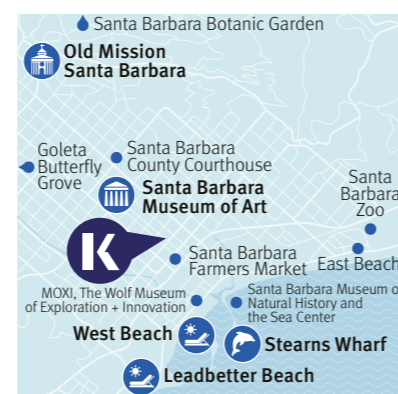 Santa Barbara Botanic Garden
Old Mission
Santa Barbara
Goleta
Butterfly
Grove
Santa Barbara
County Courthouse
Santa Barbara
Museum of Art
Santa
Barbara
Zoo
K
Santa Barbara
Farmers Market
East Beach
MOXI, The Wolf Museum
of Exploration + Innovation
Santa Barbara Museum o
Natural History and
the Sea Center
West Beach
Stearns Wharf
Leadbetter Beach